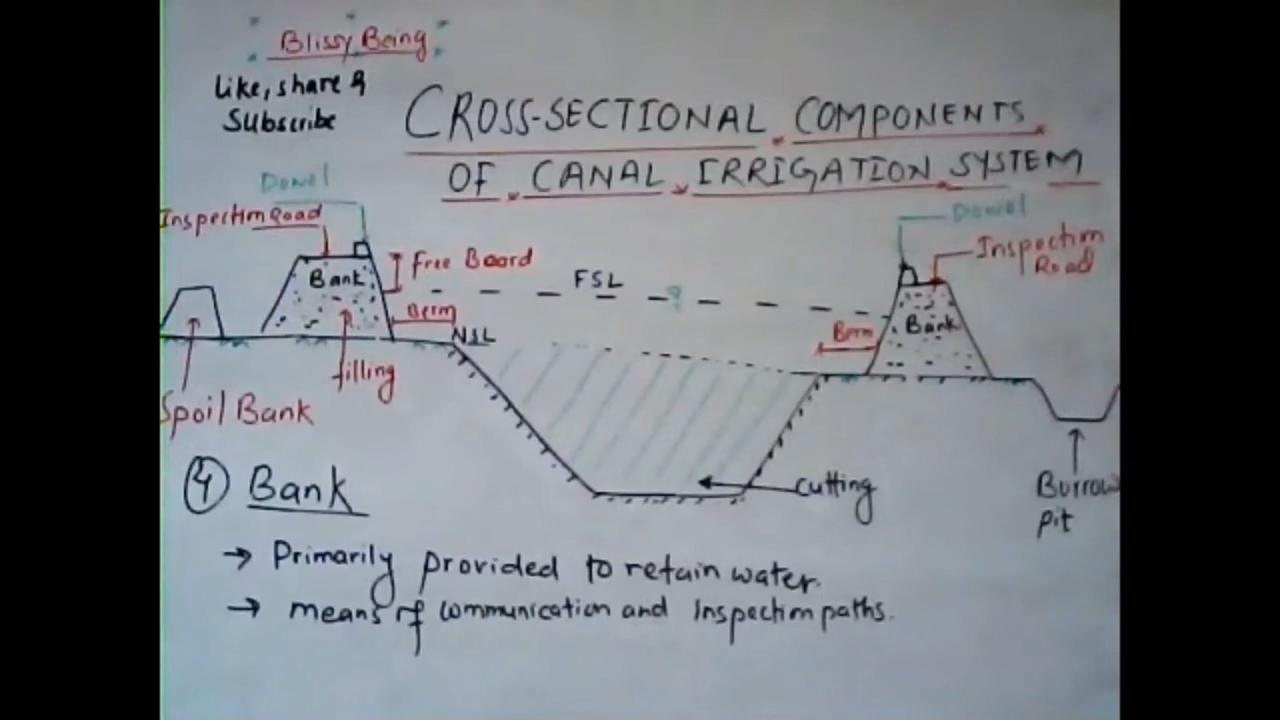 Blissy Being
Like, share &
Subscribe
CROSS-SECTIONAL COMPONENTS
OF CANAL IRRIGATION SYSTEM
Dowel
Inspection Road
Bank
Free Board
FSL
Berm
NSL
filling
Spoil Bank
Dowel
Inspection
Road
Bank
Berm
cutting
Burrow
pit
4 Bank
→ Primarily provided to retain water.
→ means of communication and Inspection paths.